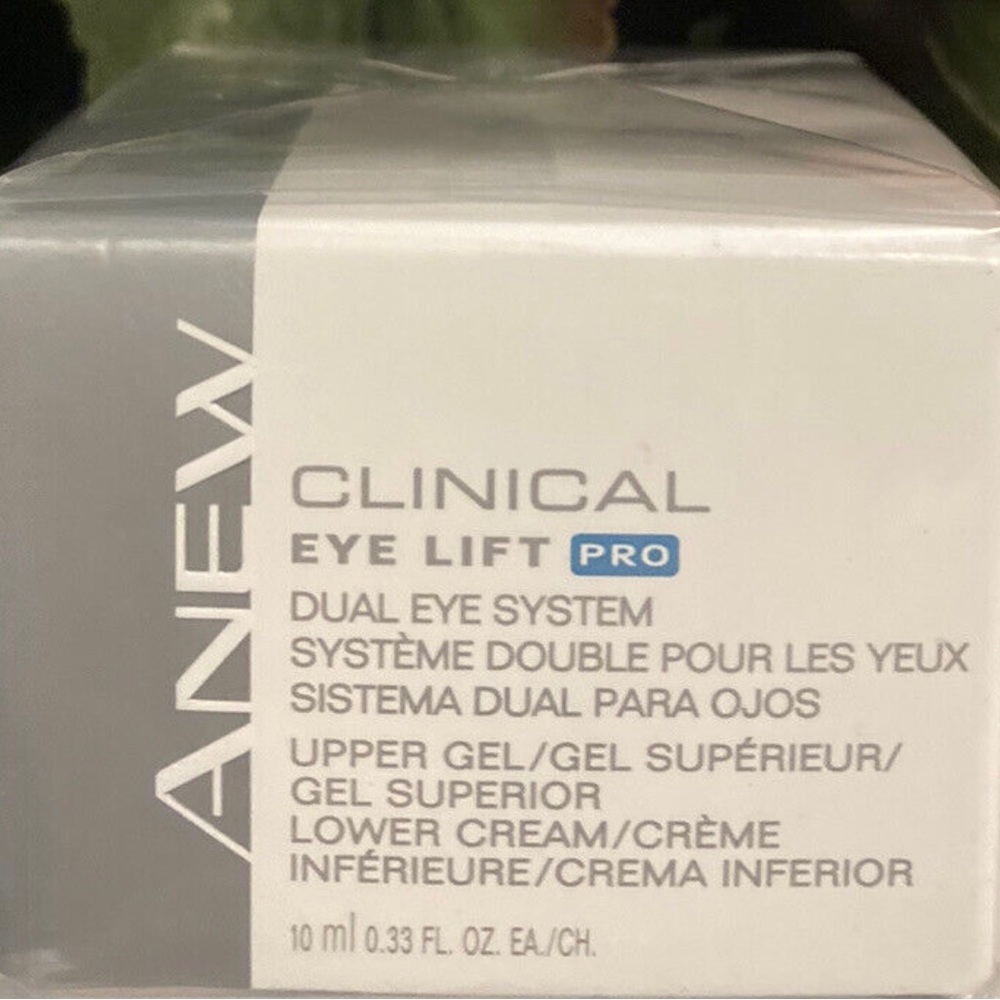 ANEW
CLINICAL
EYE LIFT PRO
DUAL EYE SYSTEM
SYSTÈME DOUBLE POUR LES YEUX
SISTEMA DUAL PARA OJOS
UPPER GEL/GEL SUPÉRIEUR/
GEL SUPERIOR
LOWER CREAM/CRÈME
INFÉRIEURE/CREMA INFERIOR
10 ml 0.33 FL. OZ. EA./CH.